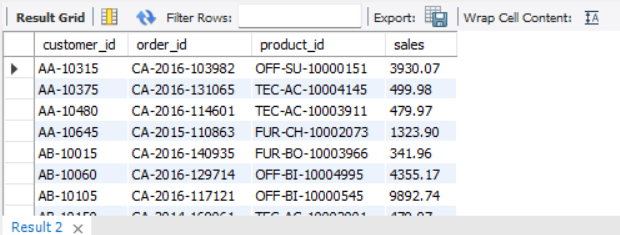 Result Grid Filter Rows: Export: Wrap Cell Content: IA
customer_id order_id product_id sales
AA-10315 CA-2016-103982 OFF-SU-10000151 3930.07
AA-10375 CA-2016-131065 TEC-AC-10004145 499.98
AA-10480 CA-2016-114601 TEC-AC-10003911 479.97
AA-10645 CA-2015-110863 FUR-CH-10002073 1323.90
AB-10015 CA-2016-140935 FUR-BO-10003966 341.96
AB-10060 CA-2016-129714 OFF-BI-10004995 4355.17
AB-10105 CA-2016-117121 OFF-BI-10000545 9892.74
Result 2